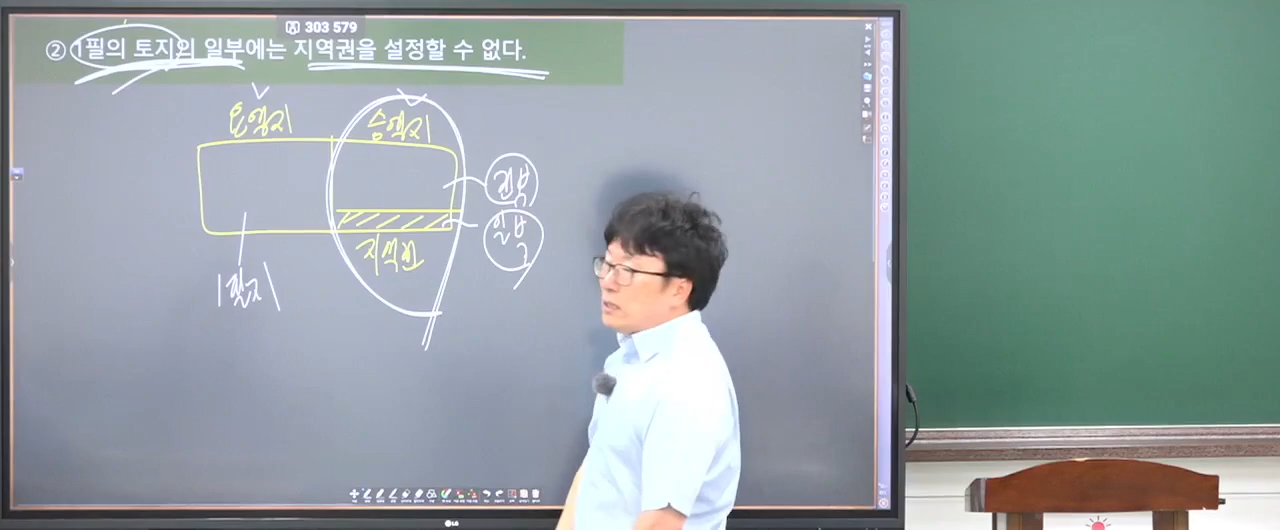 303 579
② 1필의 토지의 일부에는 지역권을 설정할 수 없다.
요역지
승역지
전부
일부
지역권
1필지
LG